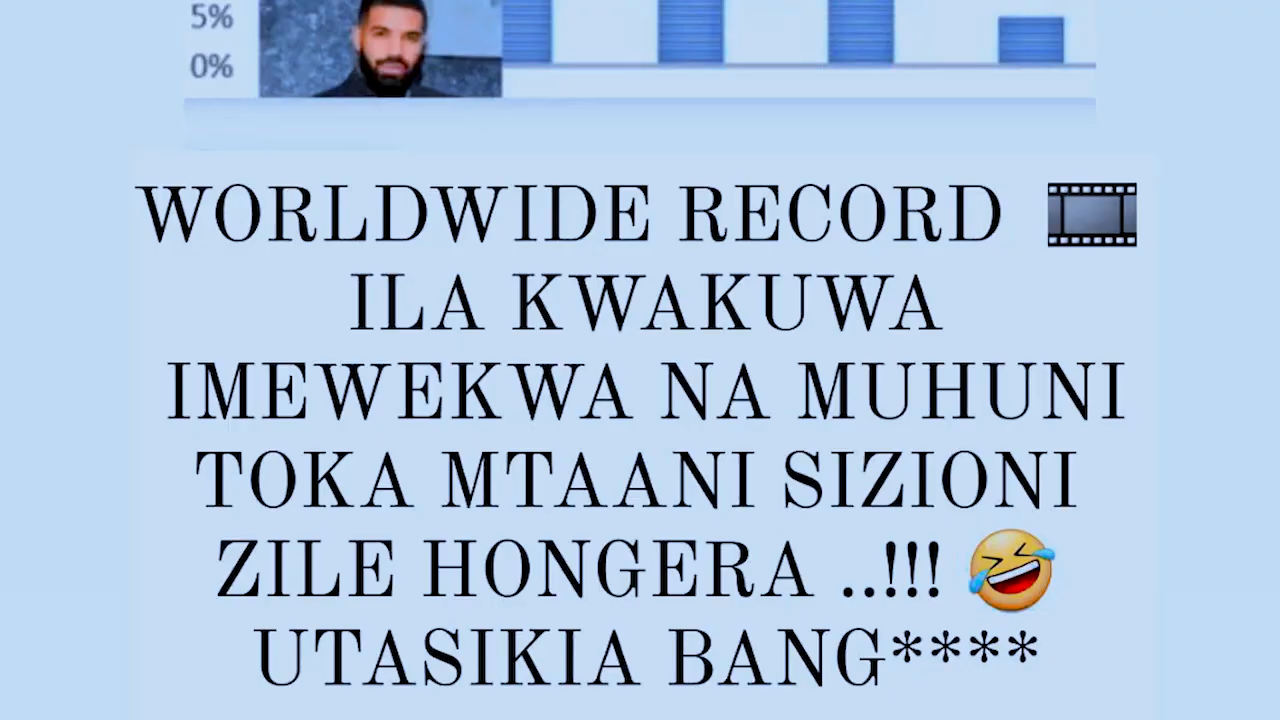 5%
0%
WORLDWIDE RECORD 🎞
ILA KWAKUWA
IMEWEKWA NA MUHUNI
TOKA MTAANI SIZIONI
ZILE HONGERA ..!!! 🤣
UTASIKIA BANG****